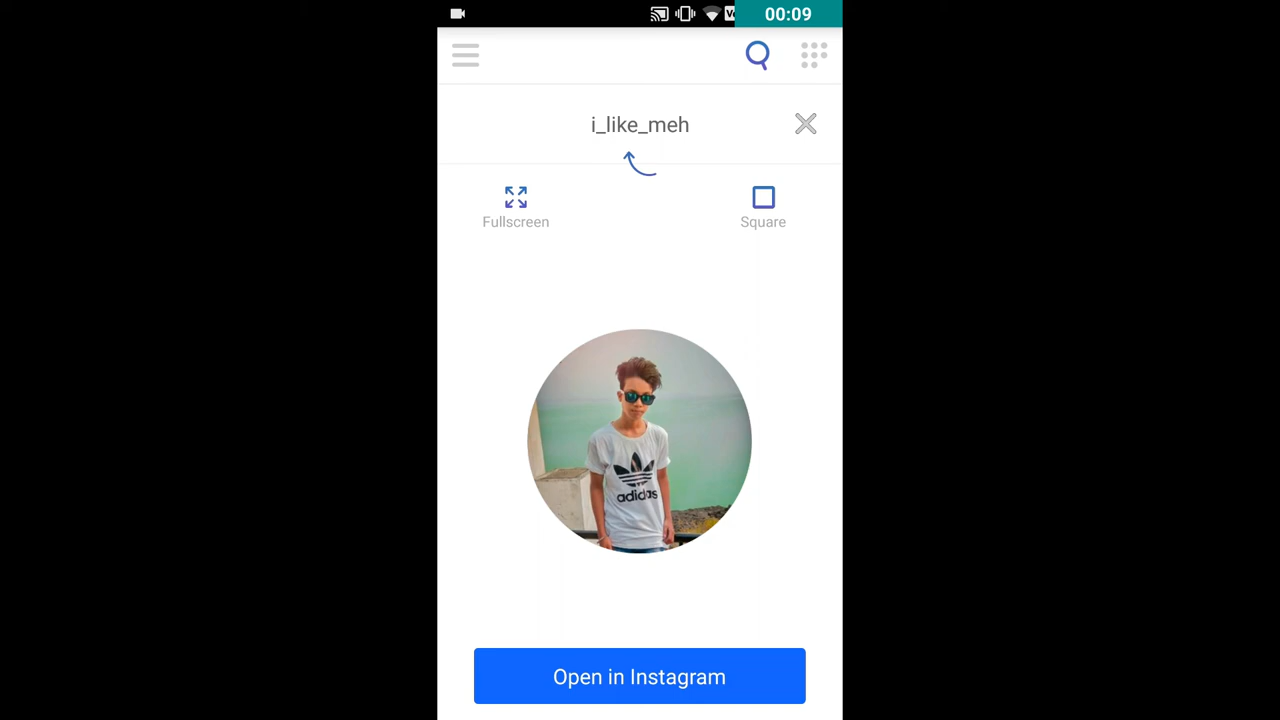 00:09
i_like_meh
Fullscreen
Square
adidas
Open in Instagram